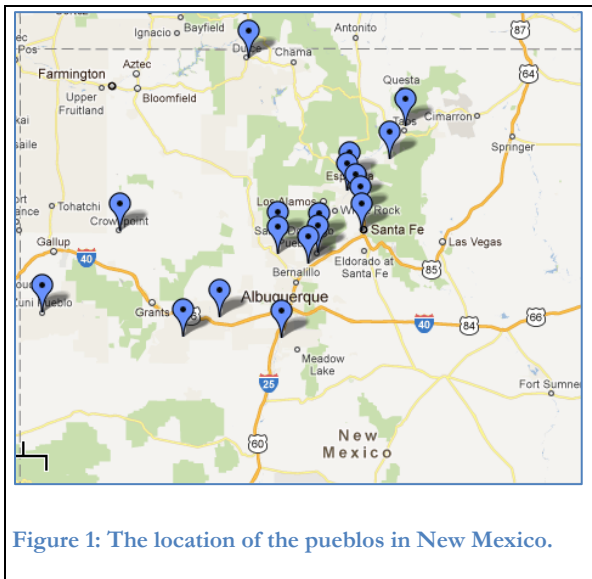 Bayfield
Ignacio
Antonito
87
Dulce
Chama
Aztec
Farmington
Questa
64
Upper
Fruitland
Bloomfield
Taos
Cimarron
Springer
Los Alamos
Tohatchi
Rock
Santa Fe
Las Vegas
Gallup
40
Eldorado at
Santa Fe
85
Bernalillo
Zuni Pueblo
Grants
Albuquerque
66
40
84
Meadow
Lake
25
Fort Sumner
60
New
Mexico
Figure 1: The location of the pueblos in New Mexico.